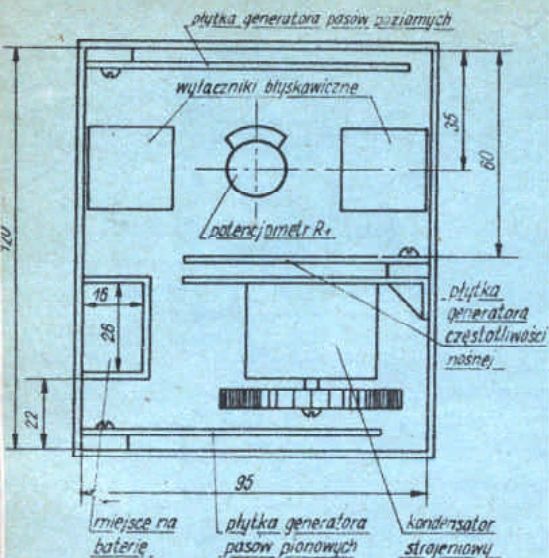 płytka generatora pasów poziomych
wyłączniki błyskawiczne
35
60
potencjometr R₁
120
16
26
płytka
generatora
częstotliwości
nośnej
22
95
miejsce na
baterię
płytka generatora
pasów pionowych
kondensator
strojeniowy